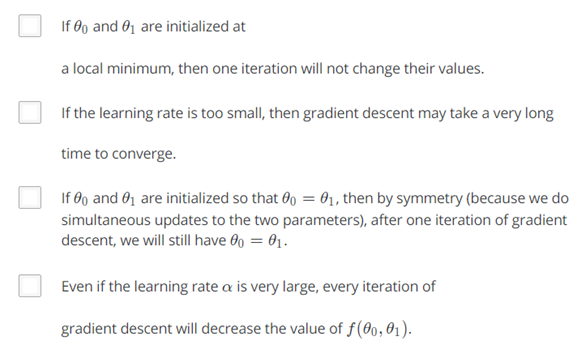 If θ₀ and θ₁ are initialized at
a local minimum, then one iteration will not change their values.
If the learning rate is too small, then gradient descent may take a very long
time to converge.
If θ₀ and θ₁ are initialized so that θ₀ = θ₁, then by symmetry (because we do
simultaneous updates to the two parameters), after one iteration of gradient
descent, we will still have θ₀ = θ₁.
Even if the learning rate α is very large, every iteration of
gradient descent will decrease the value of f(θ₀, θ₁).